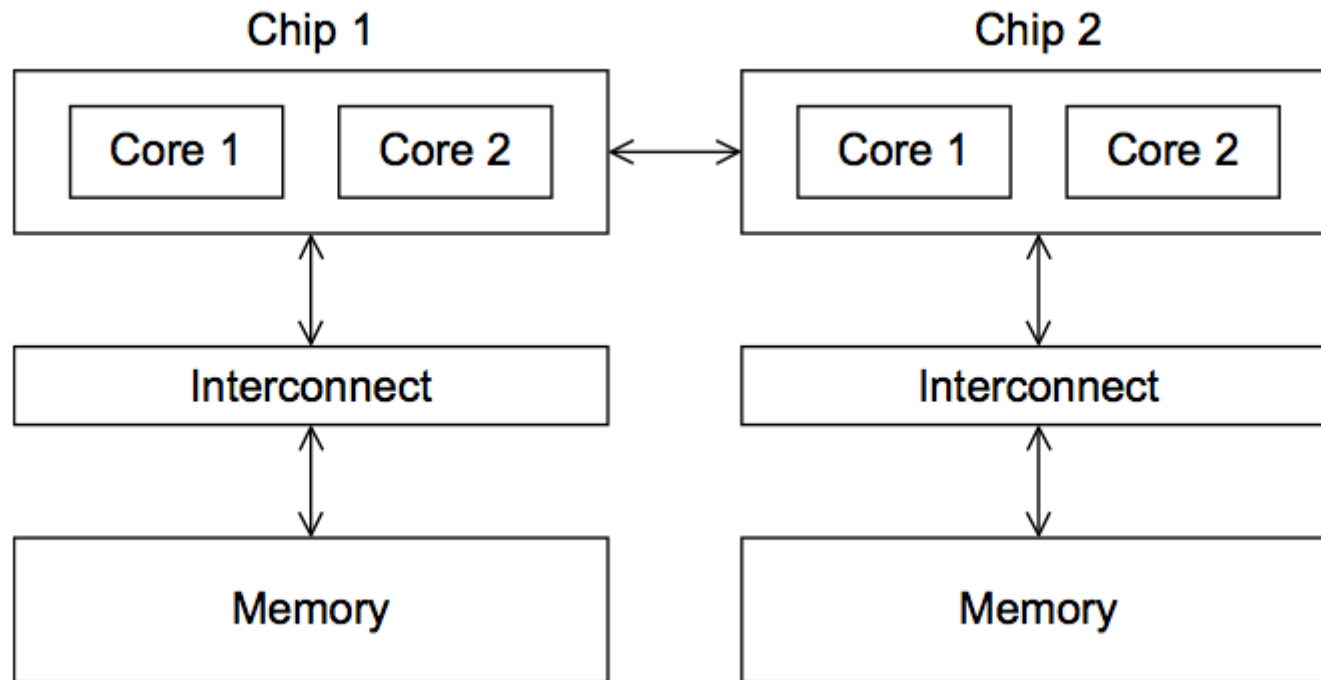 Chip 1
Chip 2
Core 1
Core 2
Core 1
Core 2
Interconnect
Interconnect
Memory
Memory